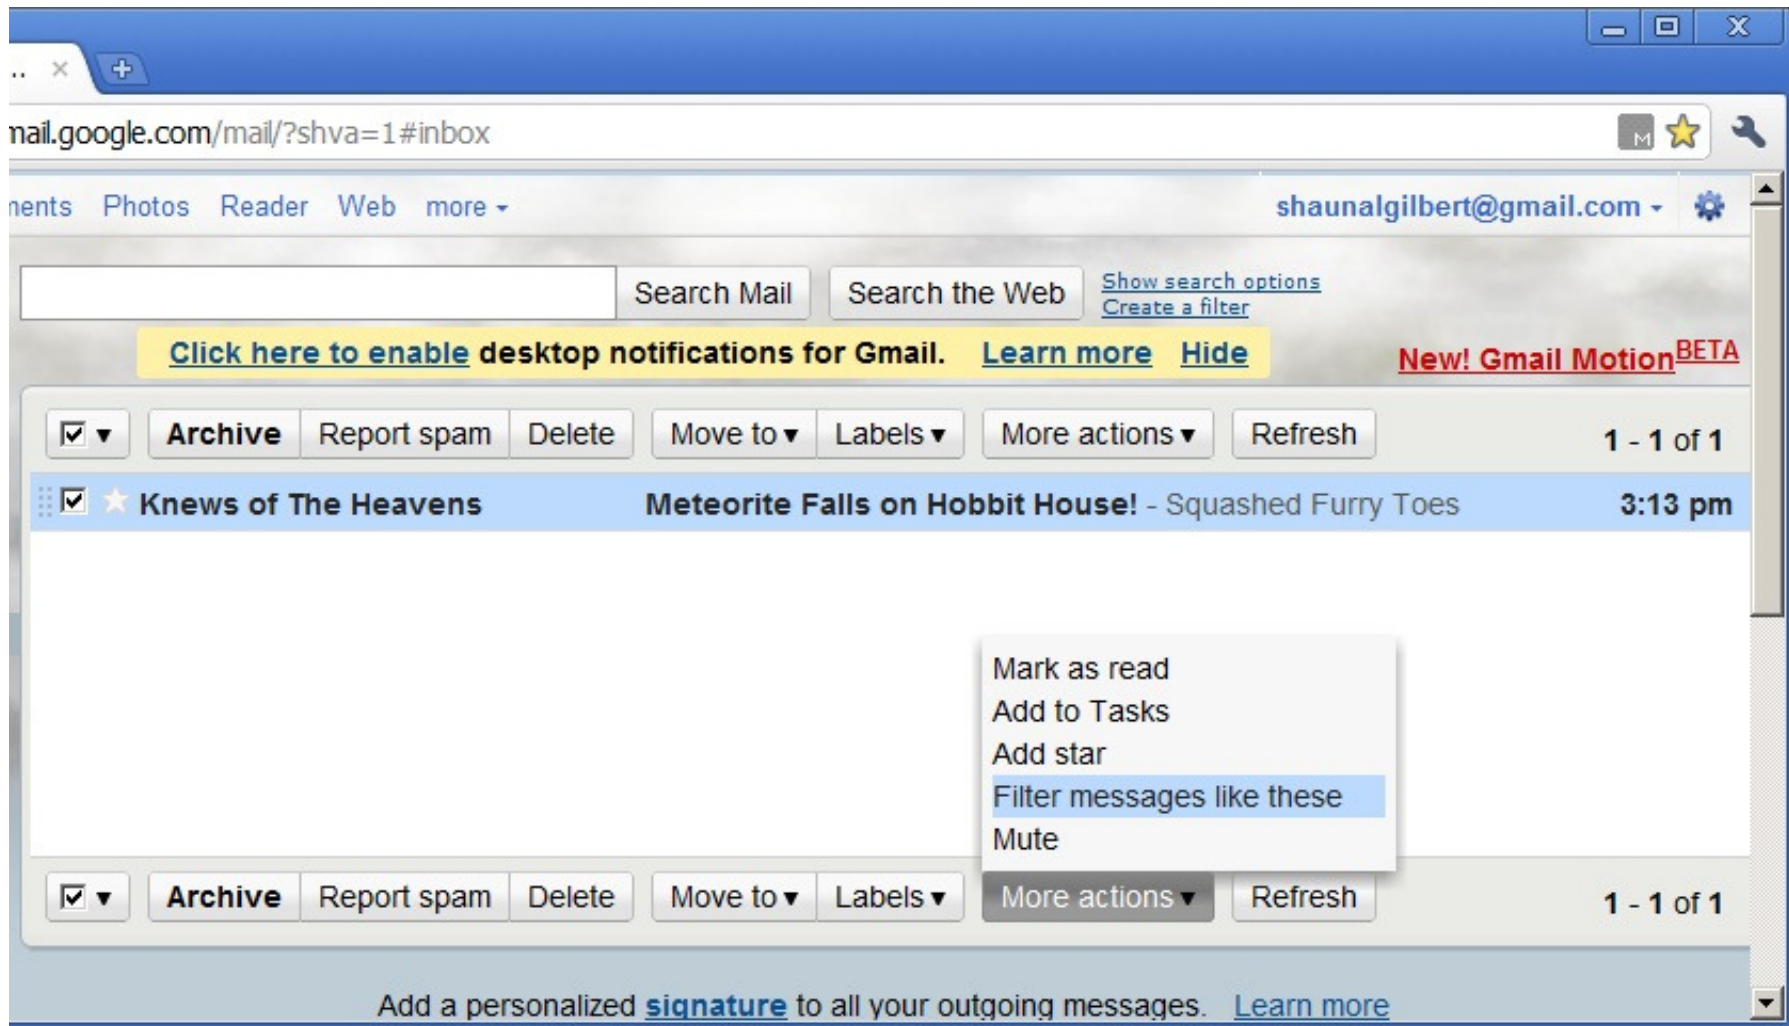 .. ×
mail.google.com/mail/?shva=1#inbox
M
ments Photos Reader Web more
shaunalgilbert@gmail.com
Search Mail Search the Web Show search options
Create a filter
Click here to enable desktop notifications for Gmail. Learn more Hide
New! Gmail Motion BETA
Archive Report spam Delete Move to Labels More actions Refresh 1 - 1 of 1
Knews of The Heavens Meteorite Falls on Hobbit House! - Squashed Furry Toes 3:13 pm
Mark as read
Add to Tasks
Add star
Filter messages like these
Mute
Archive Report spam Delete Move to Labels More actions Refresh 1 - 1 of 1
Add a personalized signature to all your outgoing messages. Learn more